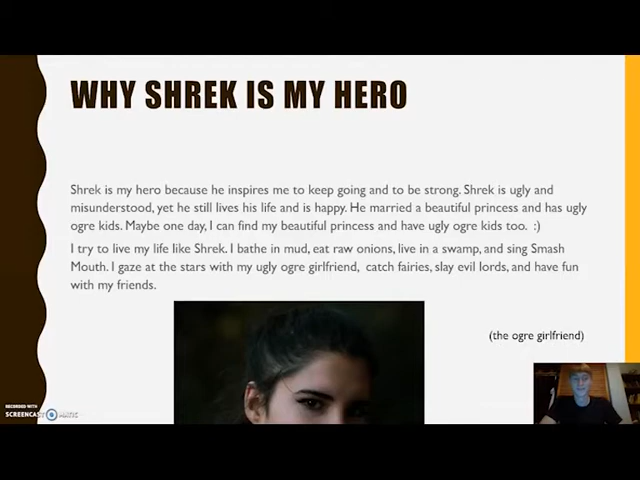 WHY SHREK IS MY HERO
Shrek is my hero because he inspires me to keep going and to be strong. Shrek is ugly and
misunderstood, yet he still lives his life and is happy. He married a beautiful princess and has ugly
ogre kids. Maybe one day, I can find my beautiful princess and have ugly ogre kids too. :)
I try to live my life like Shrek. I bathe in mud, eat raw onions, live in a swamp, and sing Smash
Mouth. I gaze at the stars with my ugly ogre girlfriend, catch fairies, slay evil lords, and have fun
with my friends.
(the ogre girlfriend)
RECORDED WITH
SCREENCAST MATIC